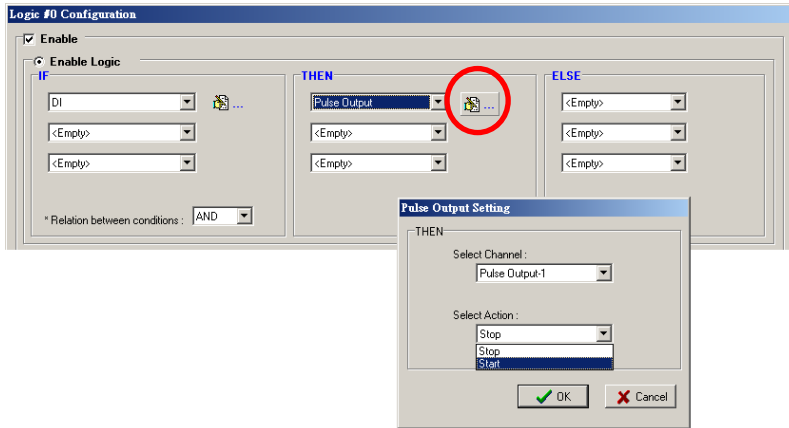 Logic #0 Configuration
Enable
Enable Logic
IF
DI
...
<Empty>
<Empty>
* Relation between conditions : AND
THEN
Pulse Output
...
<Empty>
<Empty>
ELSE
<Empty>
<Empty>
<Empty>
Pulse Output Setting
THEN
Select Channel :
Pulse Output-1
Select Action :
Stop
Stop
Start
OK
Cancel